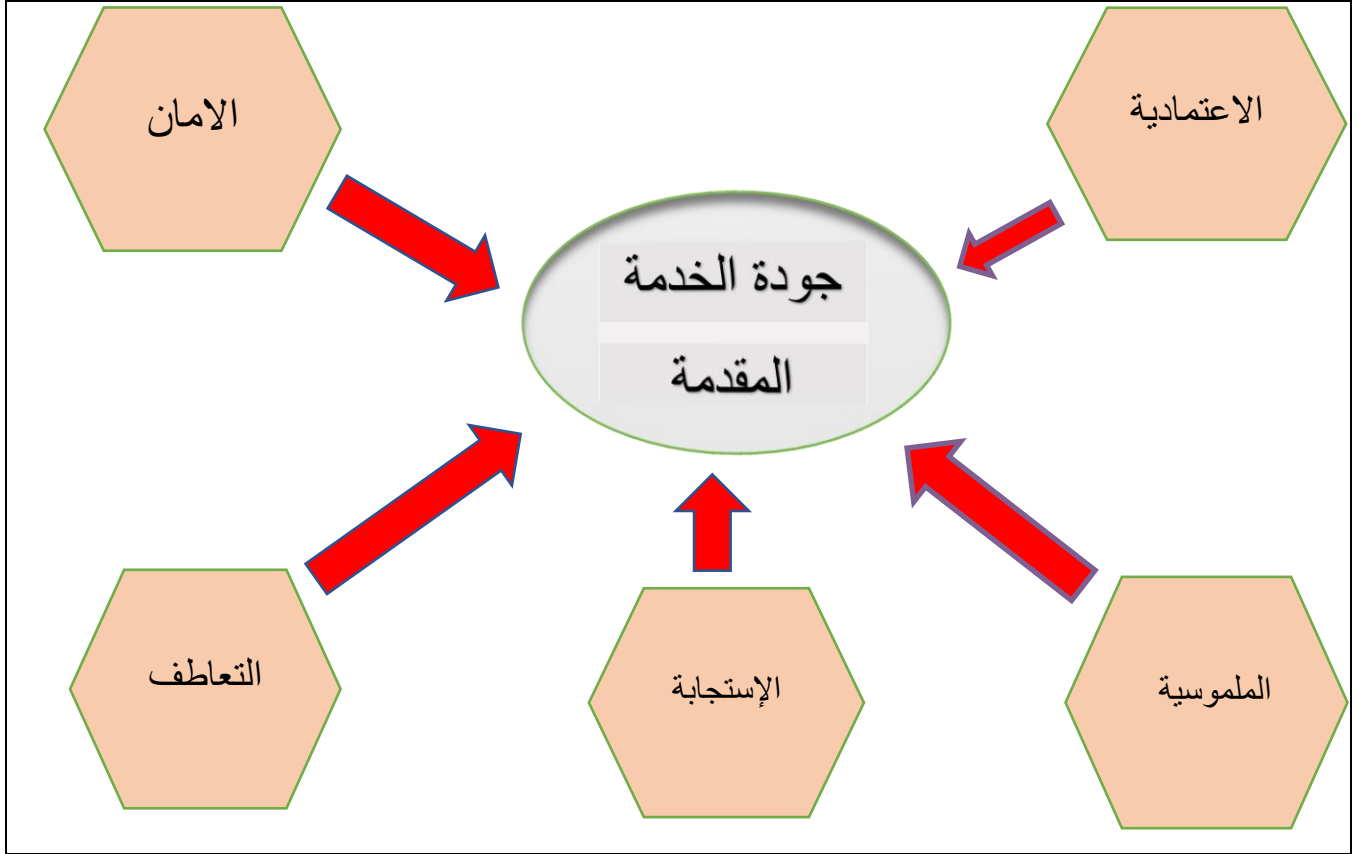 الاعتمادية
الامان
جودة الخدمة
المقدمة
الملموسية
الإستجابة
التعاطف